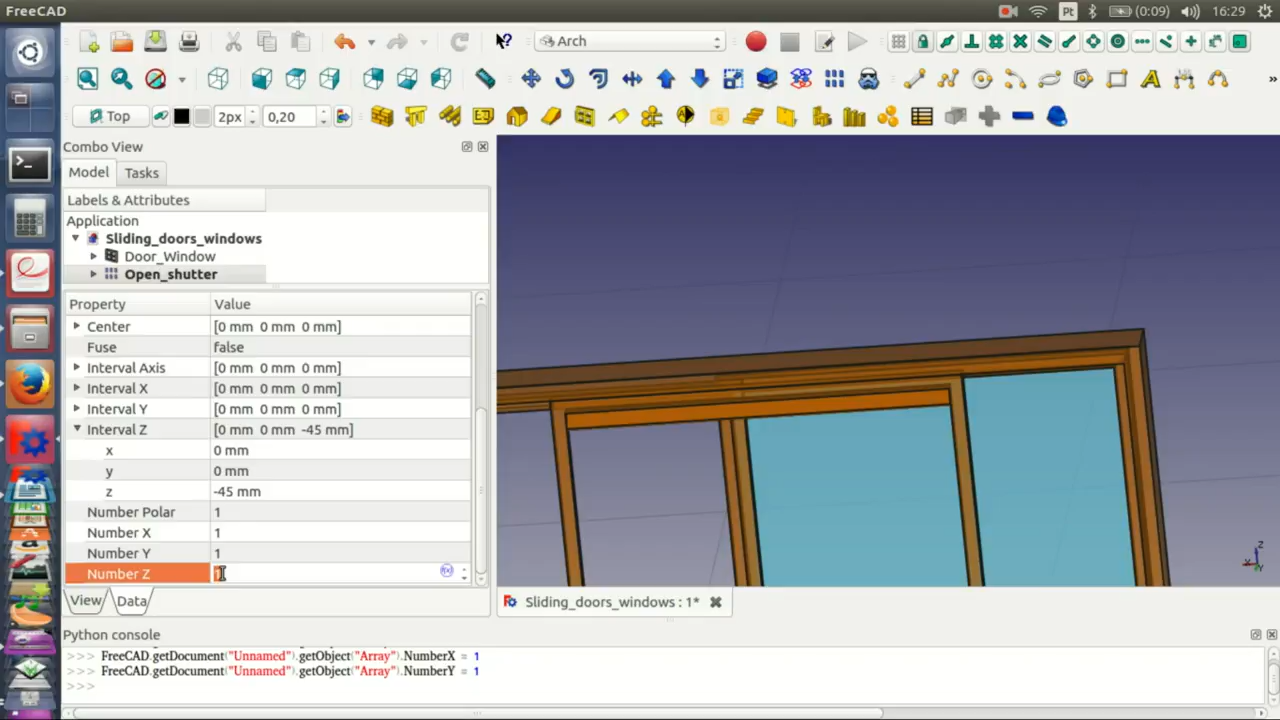 FreeCAD
Pt
(0:09)
16:29
Arch
Top
2px
0,20
Combo View
Model
Tasks
Labels & Attributes
Application
Sliding_doors_windows
Door_Window
Open_shutter
Property Value
Center [0 mm 0 mm 0 mm]
Fuse false
Interval Axis [0 mm 0 mm 0 mm]
Interval X [0 mm 0 mm 0 mm]
Interval Y [0 mm 0 mm 0 mm]
Interval Z [0 mm 0 mm -45 mm]
x 0 mm
y 0 mm
z -45 mm
Number Polar 1
Number X 1
Number Y 1
Number Z
View
Data
Sliding_doors_windows : 1*
Python console
>>> FreeCAD.getDocument("Unnamed").getObject("Array").NumberX = 1
>>> FreeCAD.getDocument("Unnamed").getObject("Array").NumberY = 1
>>>